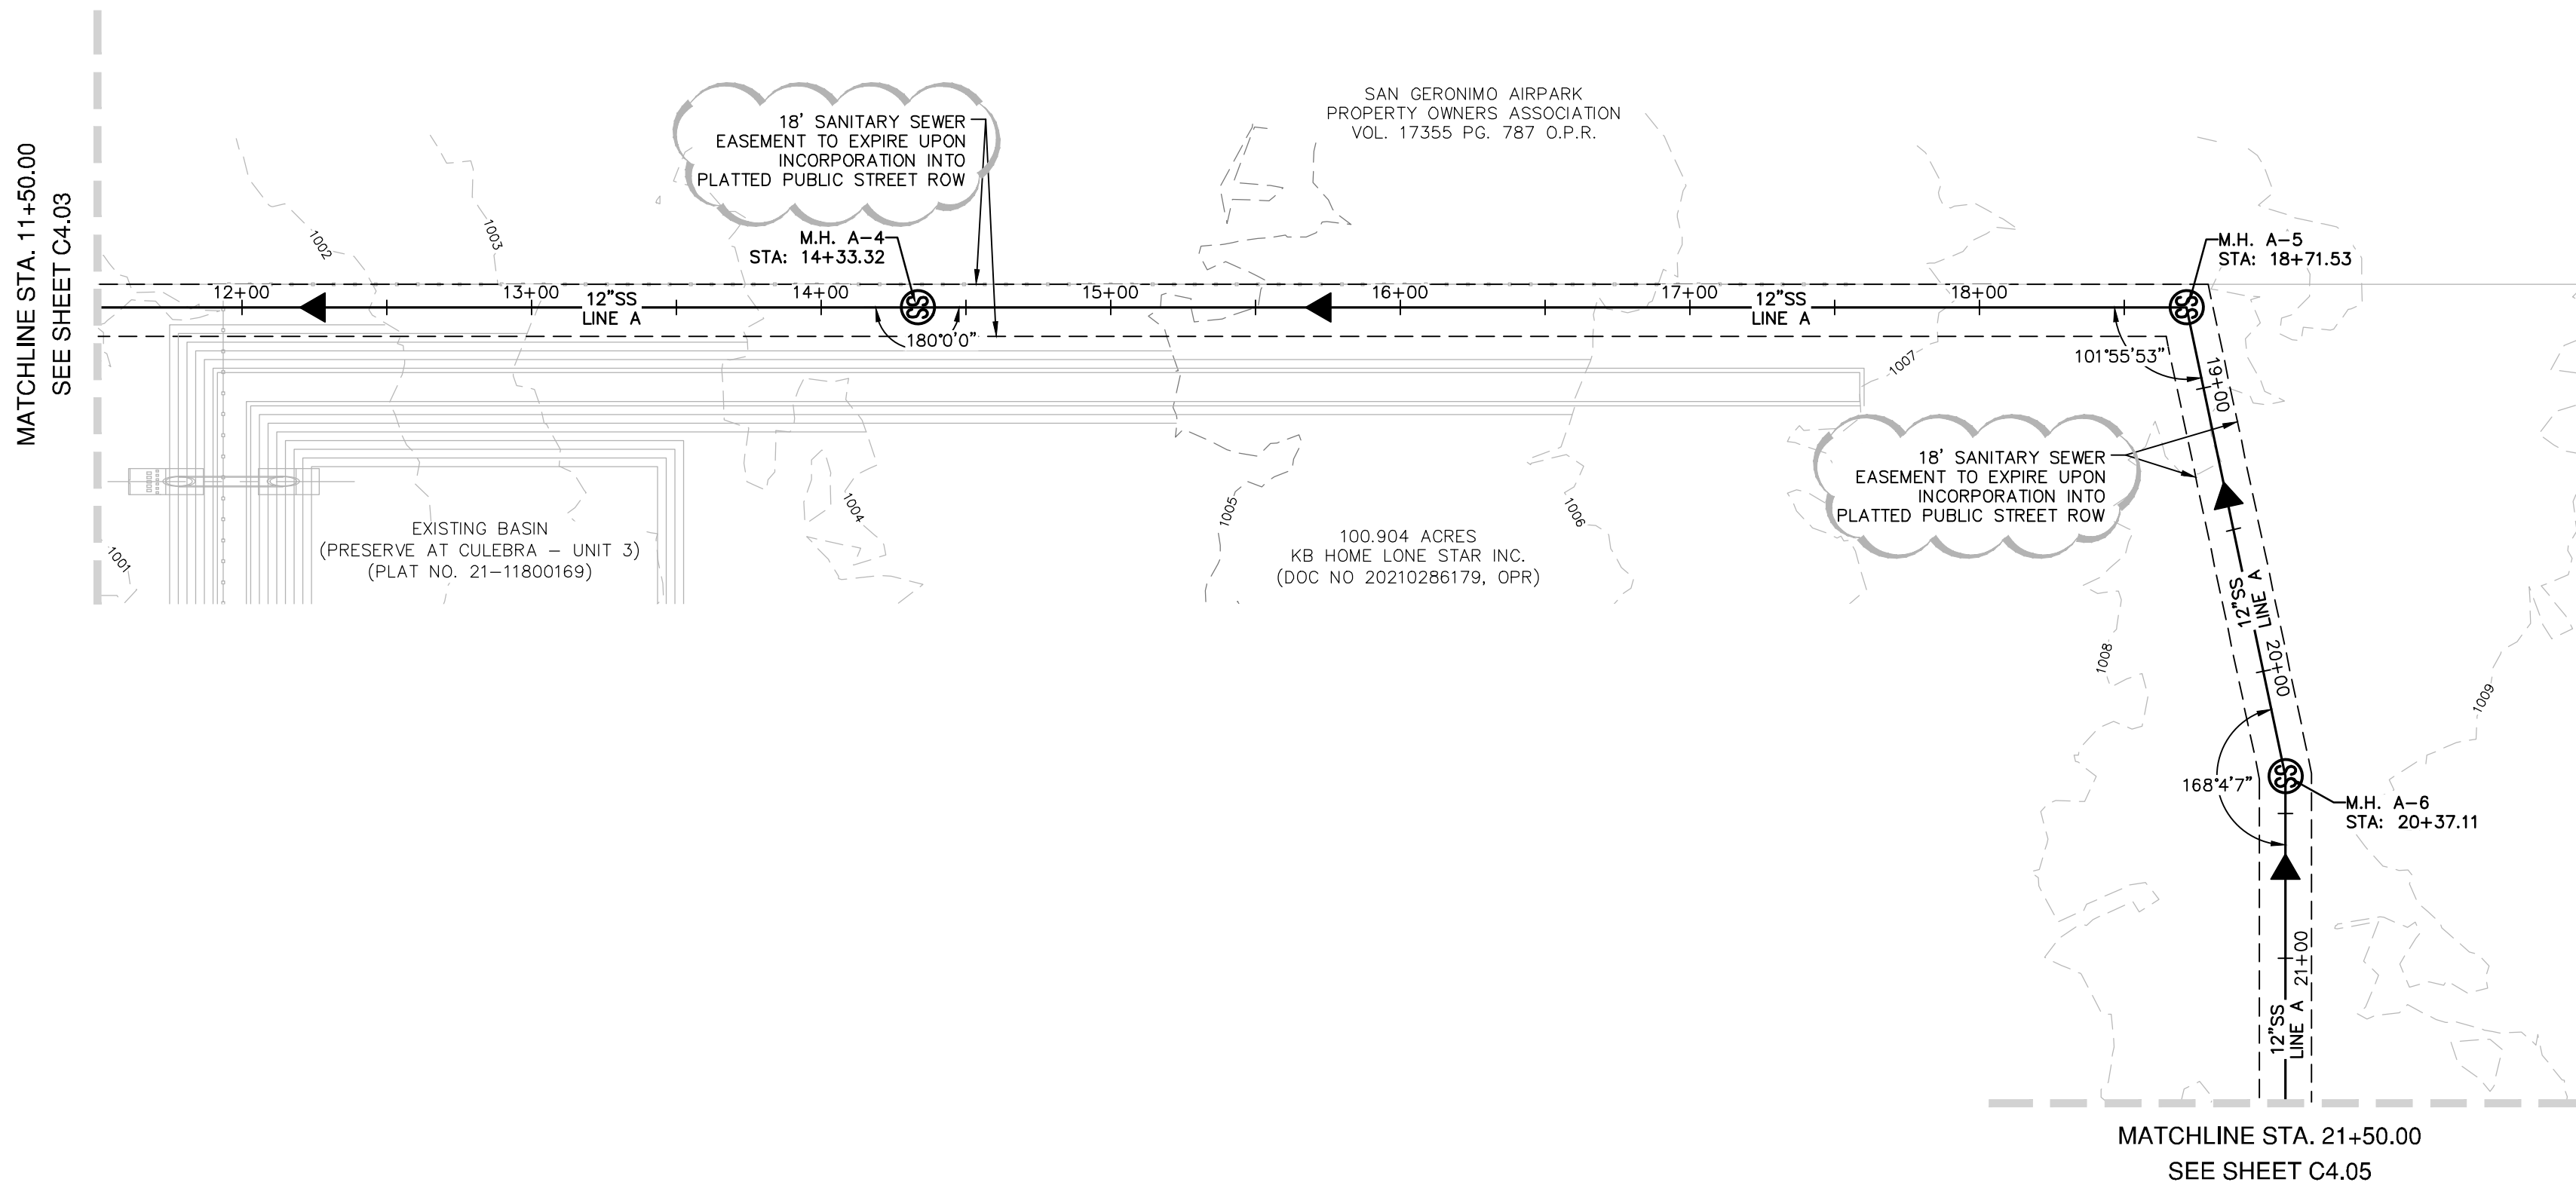 MATCHLINE STA. 11+50.00
SEE SHEET C4.03
18' SANITARY SEWER
EASEMENT TO EXPIRE UPON
INCORPORATION INTO
PLATTED PUBLIC STREET ROW
SAN GERONIMO AIRPARK
PROPERTY OWNERS ASSOCIATION
VOL. 17355 PG. 787 O.P.R.
M.H. A-4
STA: 14+33.32
M.H. A-5
STA: 18+71.53
1002
1003
12+00
13+00
14+00
15+00
16+00
17+00
18+00
12"SS
LINE A
12"SS
LINE A
SS
SS
180°0'0"
101°55'53"
19+00
1007
18' SANITARY SEWER
EASEMENT TO EXPIRE UPON
INCORPORATION INTO
PLATTED PUBLIC STREET ROW
1001
EXISTING BASIN
(PRESERVE AT CULEBRA – UNIT 3)
(PLAT NO. 21-11800169)
1004
1005
100.904 ACRES
KB HOME LONE STAR INC.
(DOC NO 20210286179, OPR)
1006
12"SS
LINE A
20+00
1008
1009
168°4'7"
SS
M.H. A-6
STA: 20+37.11
21+00
12"SS
LINE A
MATCHLINE STA. 21+50.00
SEE SHEET C4.05